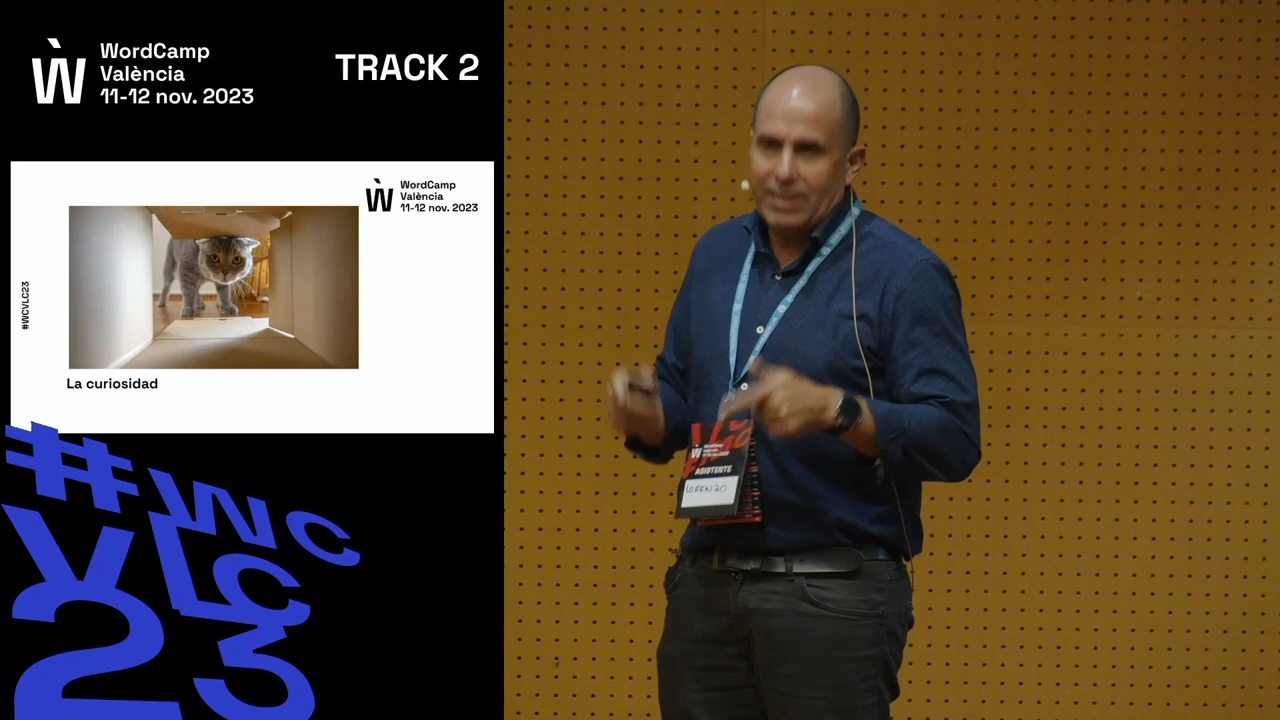 WordCamp
València
11-12 nov. 2023
TRACK 2
WordCamp
València
11-12 nov. 2023
#WCVLC23
La curiosidad
#WC
VLC
23
ASISTENTE
LORENZO